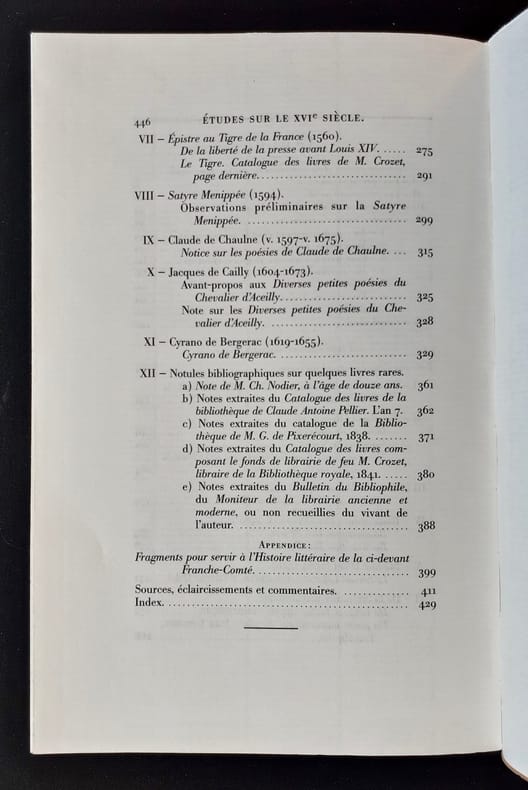 446 ÉTUDES SUR LE XVIe SIÈCLE.
VII — Épistre au Tigre de la France (1560).
De la liberté de la presse avant Louis XIV. ..... 275
Le Tigre. Catalogue des livres de M. Crozet,
page dernière. .............................. 291
VIII — Satyre Menippée (1594).
Observations préliminaires sur la Satyre
Menippée. ................................ 299
IX — Claude de Chaulne (v. 1597-v. 1675).
Notice sur les poésies de Claude de Chaulne. ... 315
X — Jacques de Cailly (1604-1673).
Avant-propos aux Diverses petites poésies du
Chevalier d'Aceilly. ........................ 325
Note sur les Diverses petites poésies du Che-
valier d'Aceilly. ........................... 328
XI — Cyrano de Bergerac (1619-1655).
Cyrano de Bergerac. ......................... 329
XII — Notules bibliographiques sur quelques livres rares.
a) Note de M. Ch. Nodier, à l'âge de douze ans. 361
b) Notes extraites du Catalogue des livres de la
bibliothèque de Claude Antoine Pellier. L'an 7. 362
c) Notes extraites du catalogue de la Biblio-
thèque de M. G. de Pixerécourt, 1838. ....... 371
d) Notes extraites du Catalogue des livres com-
posant le fonds de librairie de feu M. Crozet,
libraire de la Bibliothèque royale, 1841. ..... 380
e) Notes extraites du Bulletin du Bibliophile,
du Moniteur de la librairie ancienne et
moderne, ou non recueillies du vivant de
l'auteur. .................................. 388
APPENDICE :
Fragments pour servir à l'Histoire littéraire de la ci-devant
Franche-Comté. ............................... 399
Sources, éclaircissements et commentaires. ............. 411
Index. ................................................ 429